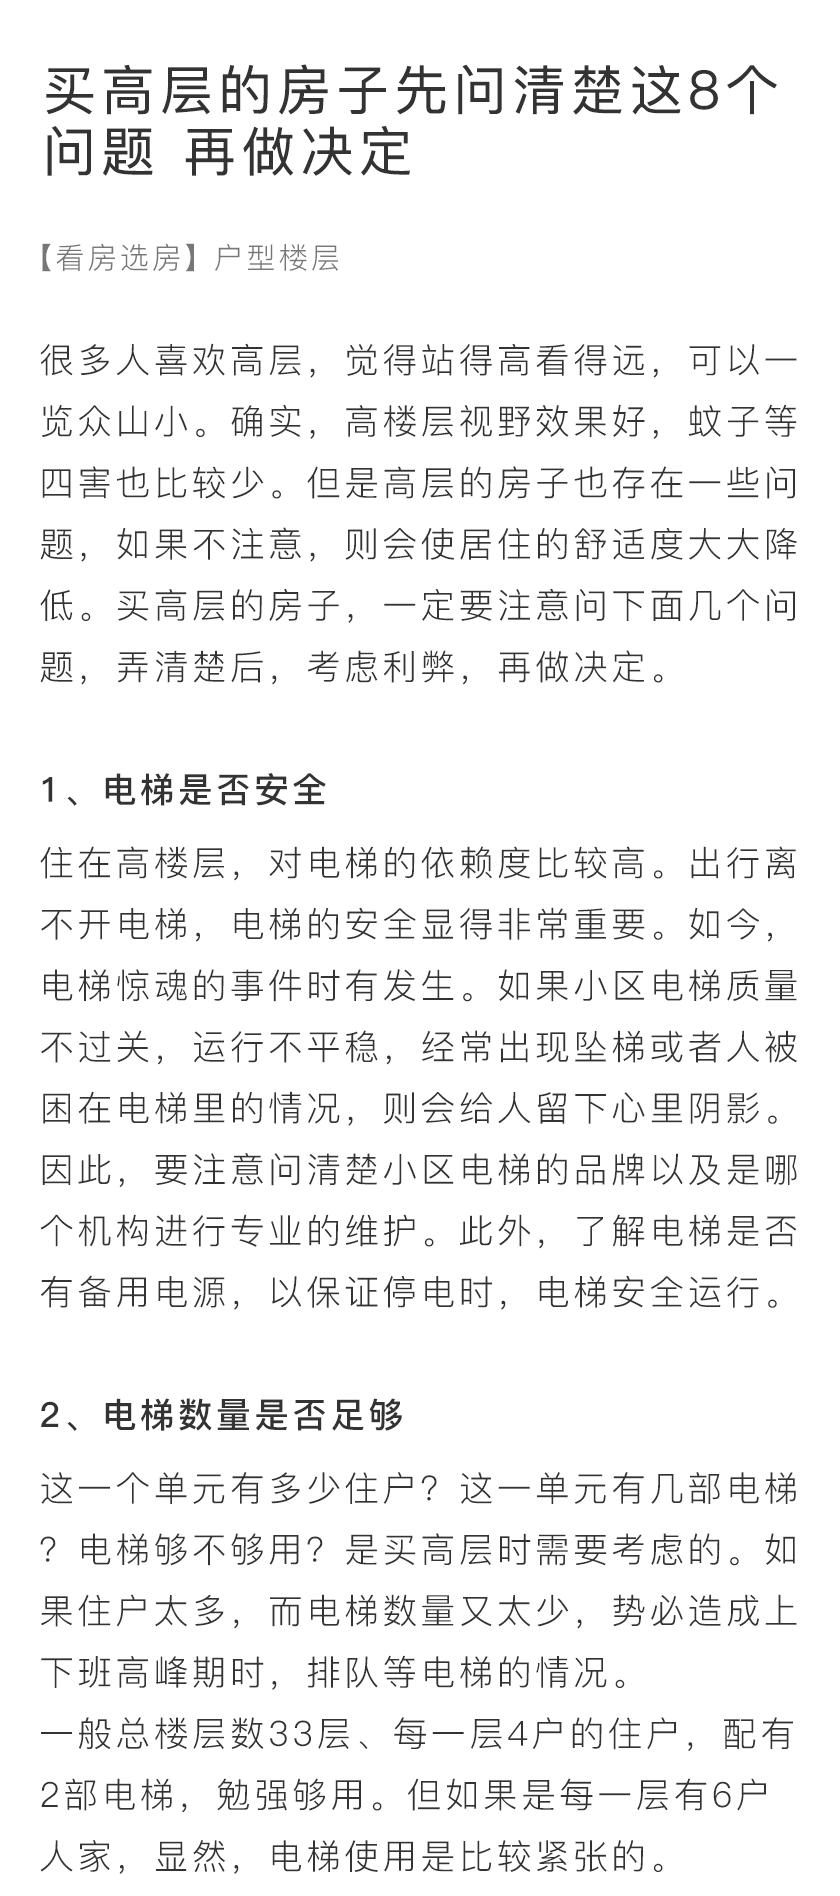 买高层的房子先问清楚这8个
问题 再做决定
【看房选房】户型楼层
很多人喜欢高层，觉得站得高看得远，可以一
览众山小。确实，高楼层视野效果好，蚊子等
四害也比较少。但是高层的房子也存在一些问
题，如果不注意，则会使居住的舒适度大大降
低。买高层的房子，一定要注意问下面几个问
题，弄清楚后，考虑利弊，再做决定。
1、电梯是否安全
住在高楼层，对电梯的依赖度比较高。出行离
不开电梯，电梯的安全显得非常重要。如今，
电梯惊魂的事件时有发生。如果小区电梯质量
不过关，运行不平稳，经常出现坠梯或者人被
困在电梯里的情况，则会给人留下心里阴影。
因此，要注意问清楚小区电梯的品牌以及是哪
个机构进行专业的维护。此外，了解电梯是否
有备用电源，以保证停电时，电梯安全运行。
2、电梯数量是否足够
这一个单元有多少住户？这一单元有几部电梯
？电梯够不够用？是买高层时需要考虑的。如
果住户太多，而电梯数量又太少，势必造成上
下班高峰期时，排队等电梯的情况。
一般总楼层数33层、每一层4户的住户，配有
2部电梯，勉强够用。但如果是每一层有6户
人家，显然，电梯使用是比较紧张的。